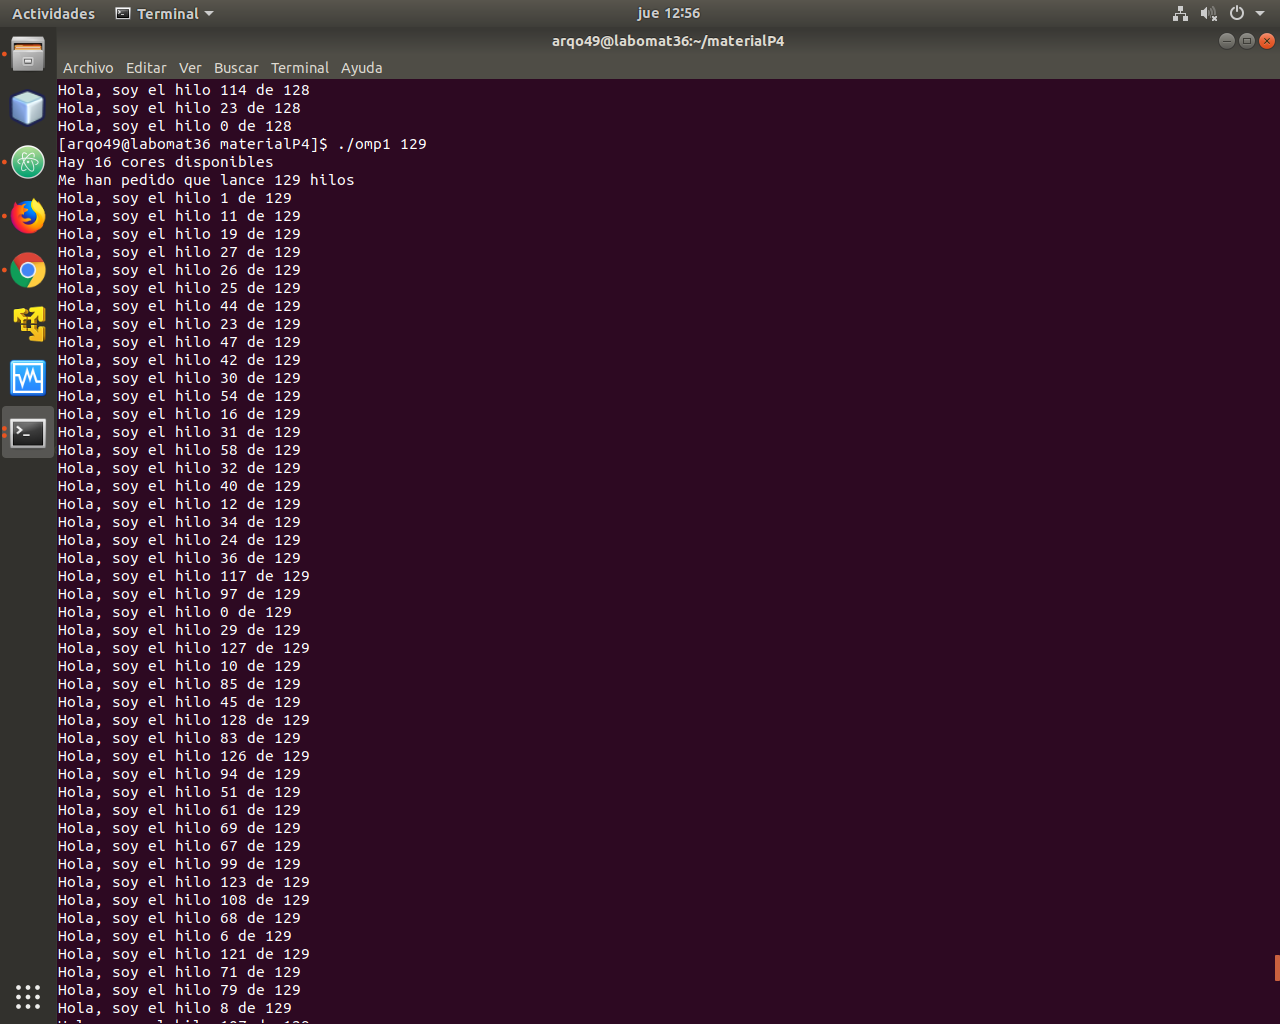 Actividades Terminal jue 12:56
arqo49@labomat36:~/materialP4
Archivo Editar Ver Buscar Terminal Ayuda
Hola, soy el hilo 114 de 128
Hola, soy el hilo 23 de 128
Hola, soy el hilo 0 de 128
[arqo49@labomat36 materialP4]$ ./omp1 129
Hay 16 cores disponibles
Me han pedido que lance 129 hilos
Hola, soy el hilo 1 de 129
Hola, soy el hilo 11 de 129
Hola, soy el hilo 19 de 129
Hola, soy el hilo 27 de 129
Hola, soy el hilo 26 de 129
Hola, soy el hilo 25 de 129
Hola, soy el hilo 44 de 129
Hola, soy el hilo 23 de 129
Hola, soy el hilo 47 de 129
Hola, soy el hilo 42 de 129
Hola, soy el hilo 30 de 129
Hola, soy el hilo 54 de 129
Hola, soy el hilo 16 de 129
Hola, soy el hilo 31 de 129
Hola, soy el hilo 58 de 129
Hola, soy el hilo 32 de 129
Hola, soy el hilo 40 de 129
Hola, soy el hilo 12 de 129
Hola, soy el hilo 34 de 129
Hola, soy el hilo 24 de 129
Hola, soy el hilo 36 de 129
Hola, soy el hilo 117 de 129
Hola, soy el hilo 97 de 129
Hola, soy el hilo 0 de 129
Hola, soy el hilo 29 de 129
Hola, soy el hilo 127 de 129
Hola, soy el hilo 10 de 129
Hola, soy el hilo 85 de 129
Hola, soy el hilo 45 de 129
Hola, soy el hilo 128 de 129
Hola, soy el hilo 83 de 129
Hola, soy el hilo 126 de 129
Hola, soy el hilo 94 de 129
Hola, soy el hilo 51 de 129
Hola, soy el hilo 61 de 129
Hola, soy el hilo 69 de 129
Hola, soy el hilo 67 de 129
Hola, soy el hilo 99 de 129
Hola, soy el hilo 123 de 129
Hola, soy el hilo 108 de 129
Hola, soy el hilo 68 de 129
Hola, soy el hilo 6 de 129
Hola, soy el hilo 121 de 129
Hola, soy el hilo 71 de 129
Hola, soy el hilo 79 de 129
Hola, soy el hilo 8 de 129